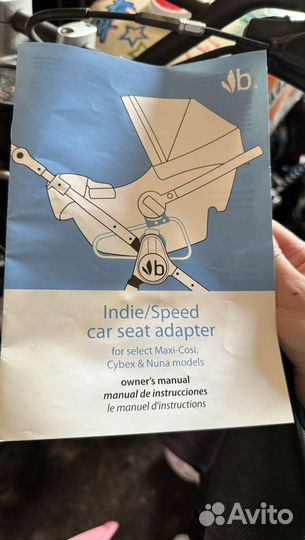 b
b
Indie/Speed
car seat adapter
for select Maxi-Cosi,
Cybex & Nuna models
owner's manual
manual de instrucciones
le manuel d'instructions
Avito